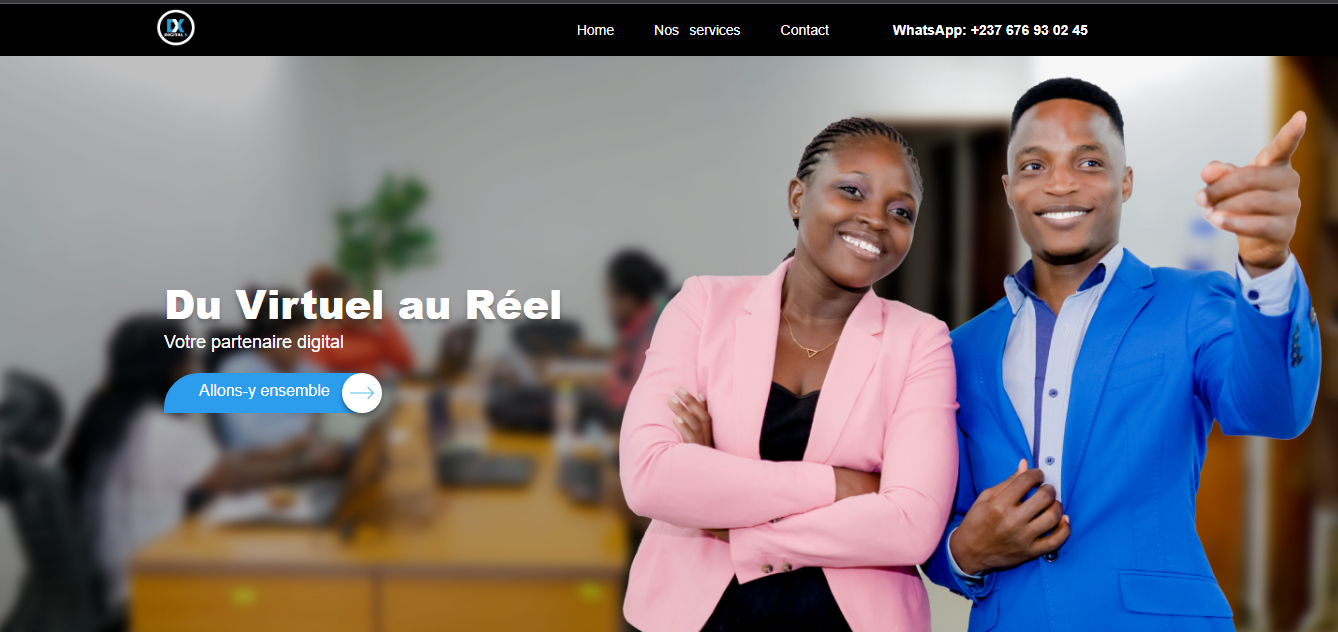 DX
DIGITAL X
Home
Nos services
Contact
WhatsApp: +237 676 93 02 45
Du Virtuel au Réel
Votre partenaire digital
Allons-y ensemble